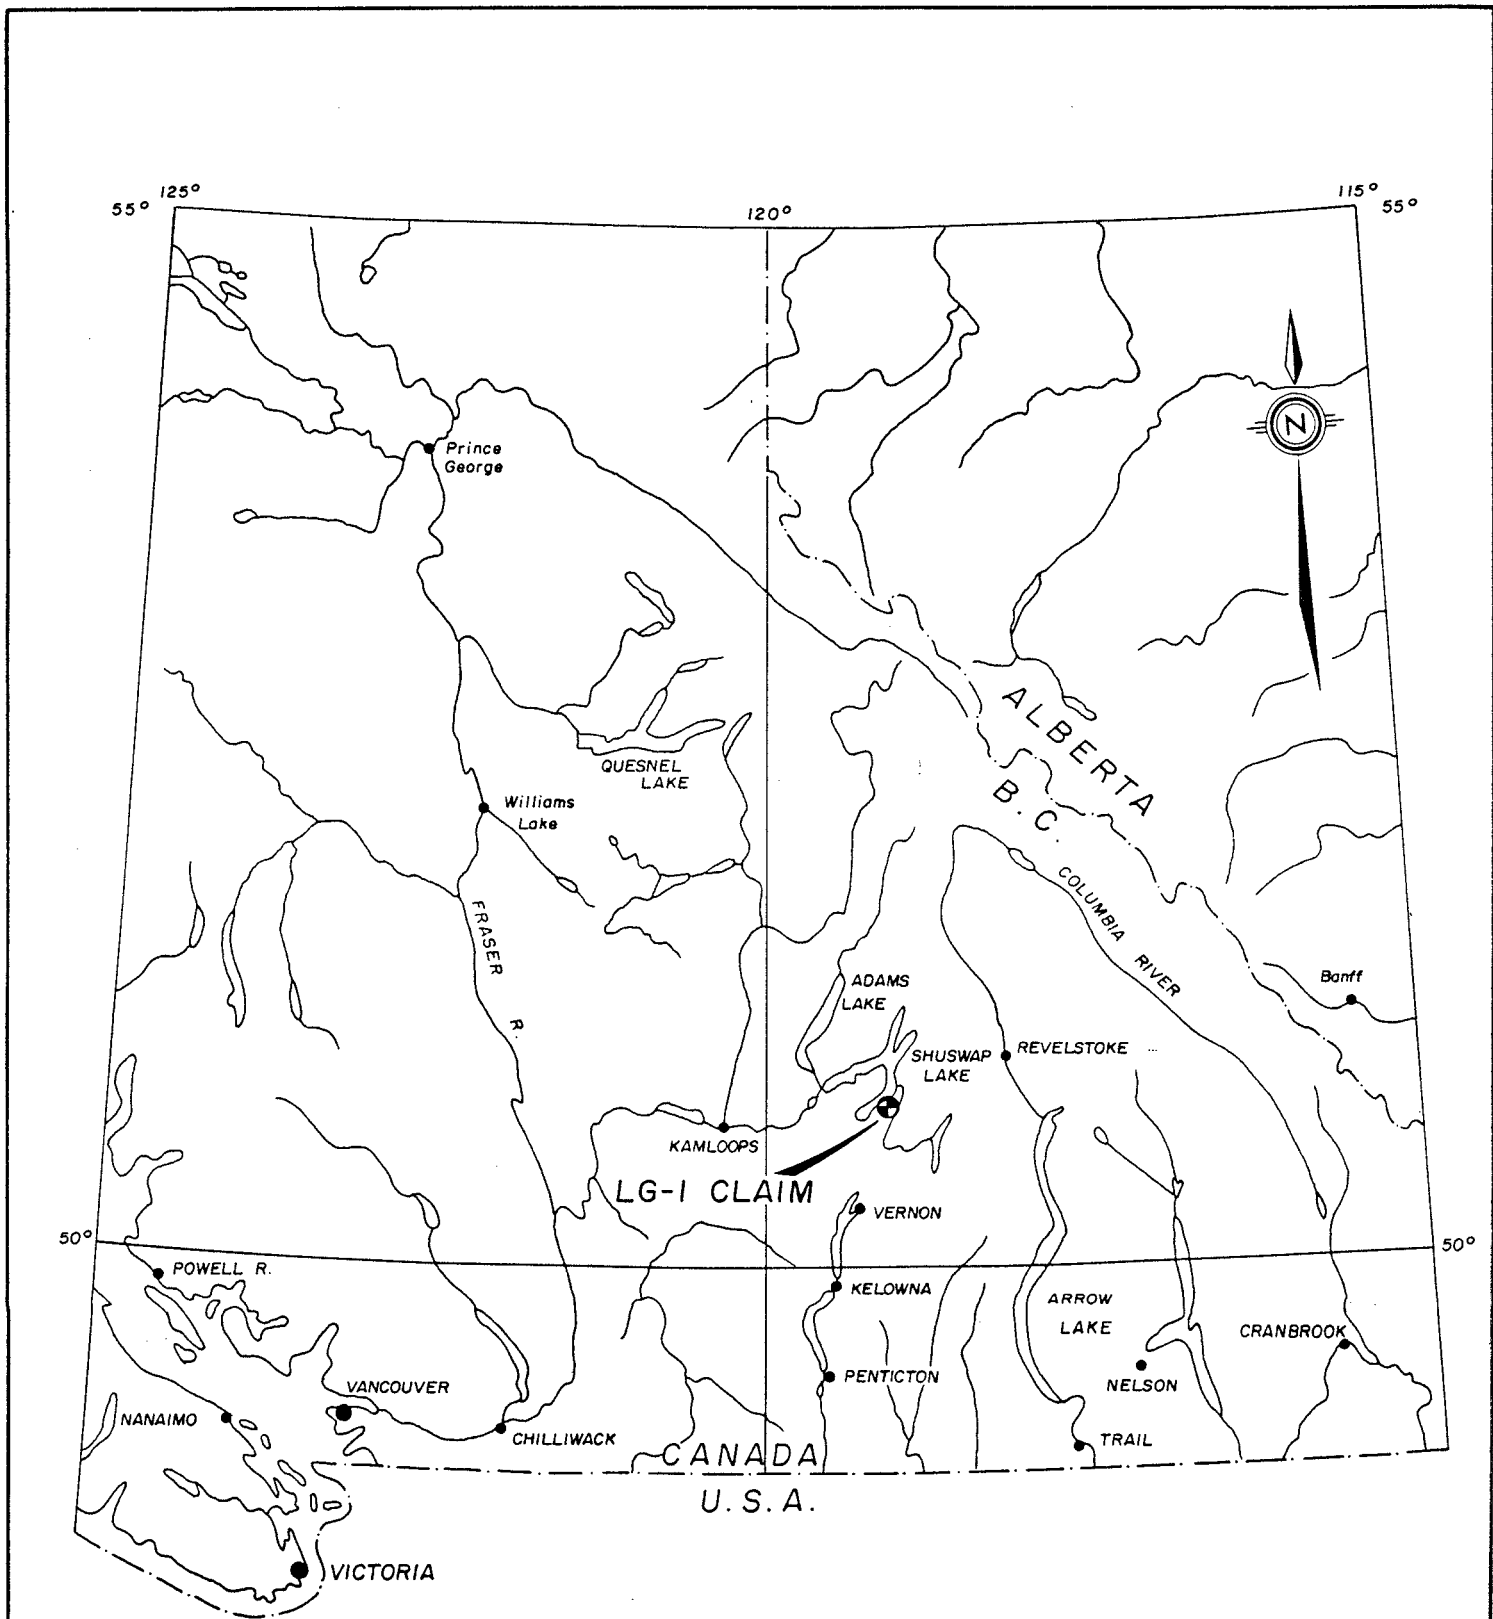 125°
115°
55°
120°
55°
N
Prince
George
ALBERTA
QUESNEL
LAKE
B.C.
Williams
Lake
COLUMBIA RIVER
FRASER R.
Banff
ADAMS
LAKE
REVELSTOKE
SHUSWAP
LAKE
KAMLOOPS
LG-1 CLAIM
VERNON
50°
50°
POWELL R.
KELOWNA
ARROW
LAKE
CRANBROOK
PENTICTON
NELSON
VANCOUVER
NANAIMO
CHILLIWACK
TRAIL
CANADA
U.S.A.
VICTORIA